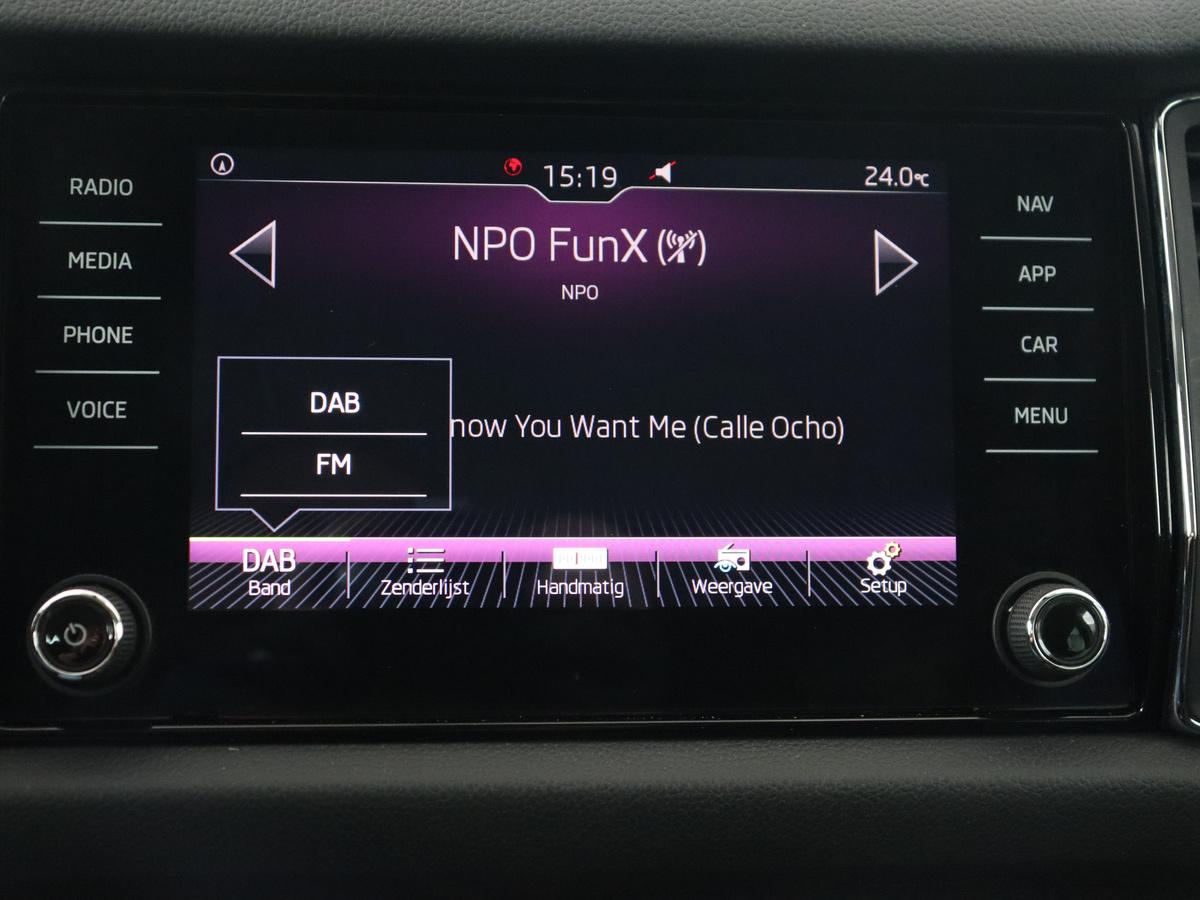 RADIO
MEDIA
PHONE
VOICE
15:19
24.0°C
NPO FunX
NPO
DAB
FM
now You Want Me (Calle Ocho)
DAB
Band
Zenderlijst
Handmatig
Weergave
Setup
NAV
APP
CAR
MENU